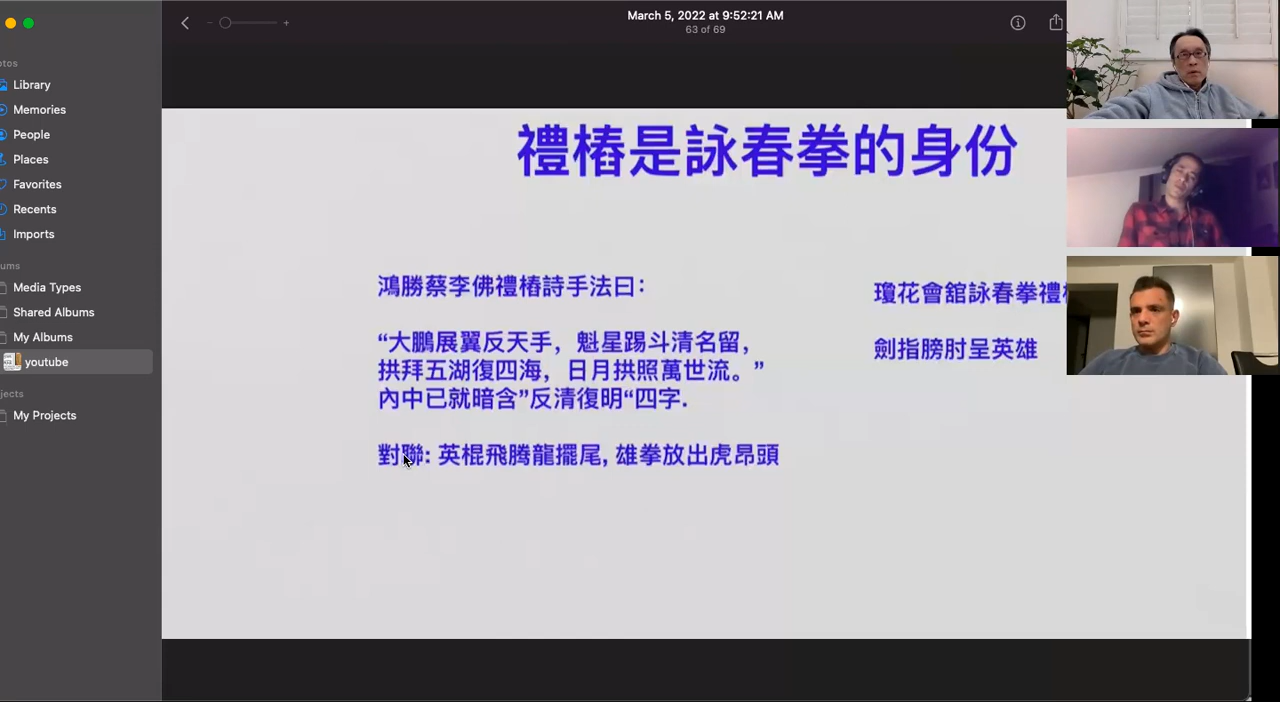 March 5, 2022 at 9:52:21 AM
63 of 69
Library
Memories
People
Places
Favorites
Recents
Imports
Media Types
Shared Albums
My Albums
youtube
My Projects
禮樁是詠春拳的身份
鴻勝蔡李佛禮樁詩手法曰:
“大鵬展翼反天手，魁星踢斗清名留，
拱拜五湖復四海，日月拱照萬世流。”
內中已就暗含”反清復明“四字.
對聯: 英棍飛腾龍擺尾, 雄拳放出虎昂頭
瓊花會舘詠春拳禮
劍指膀肘呈英雄